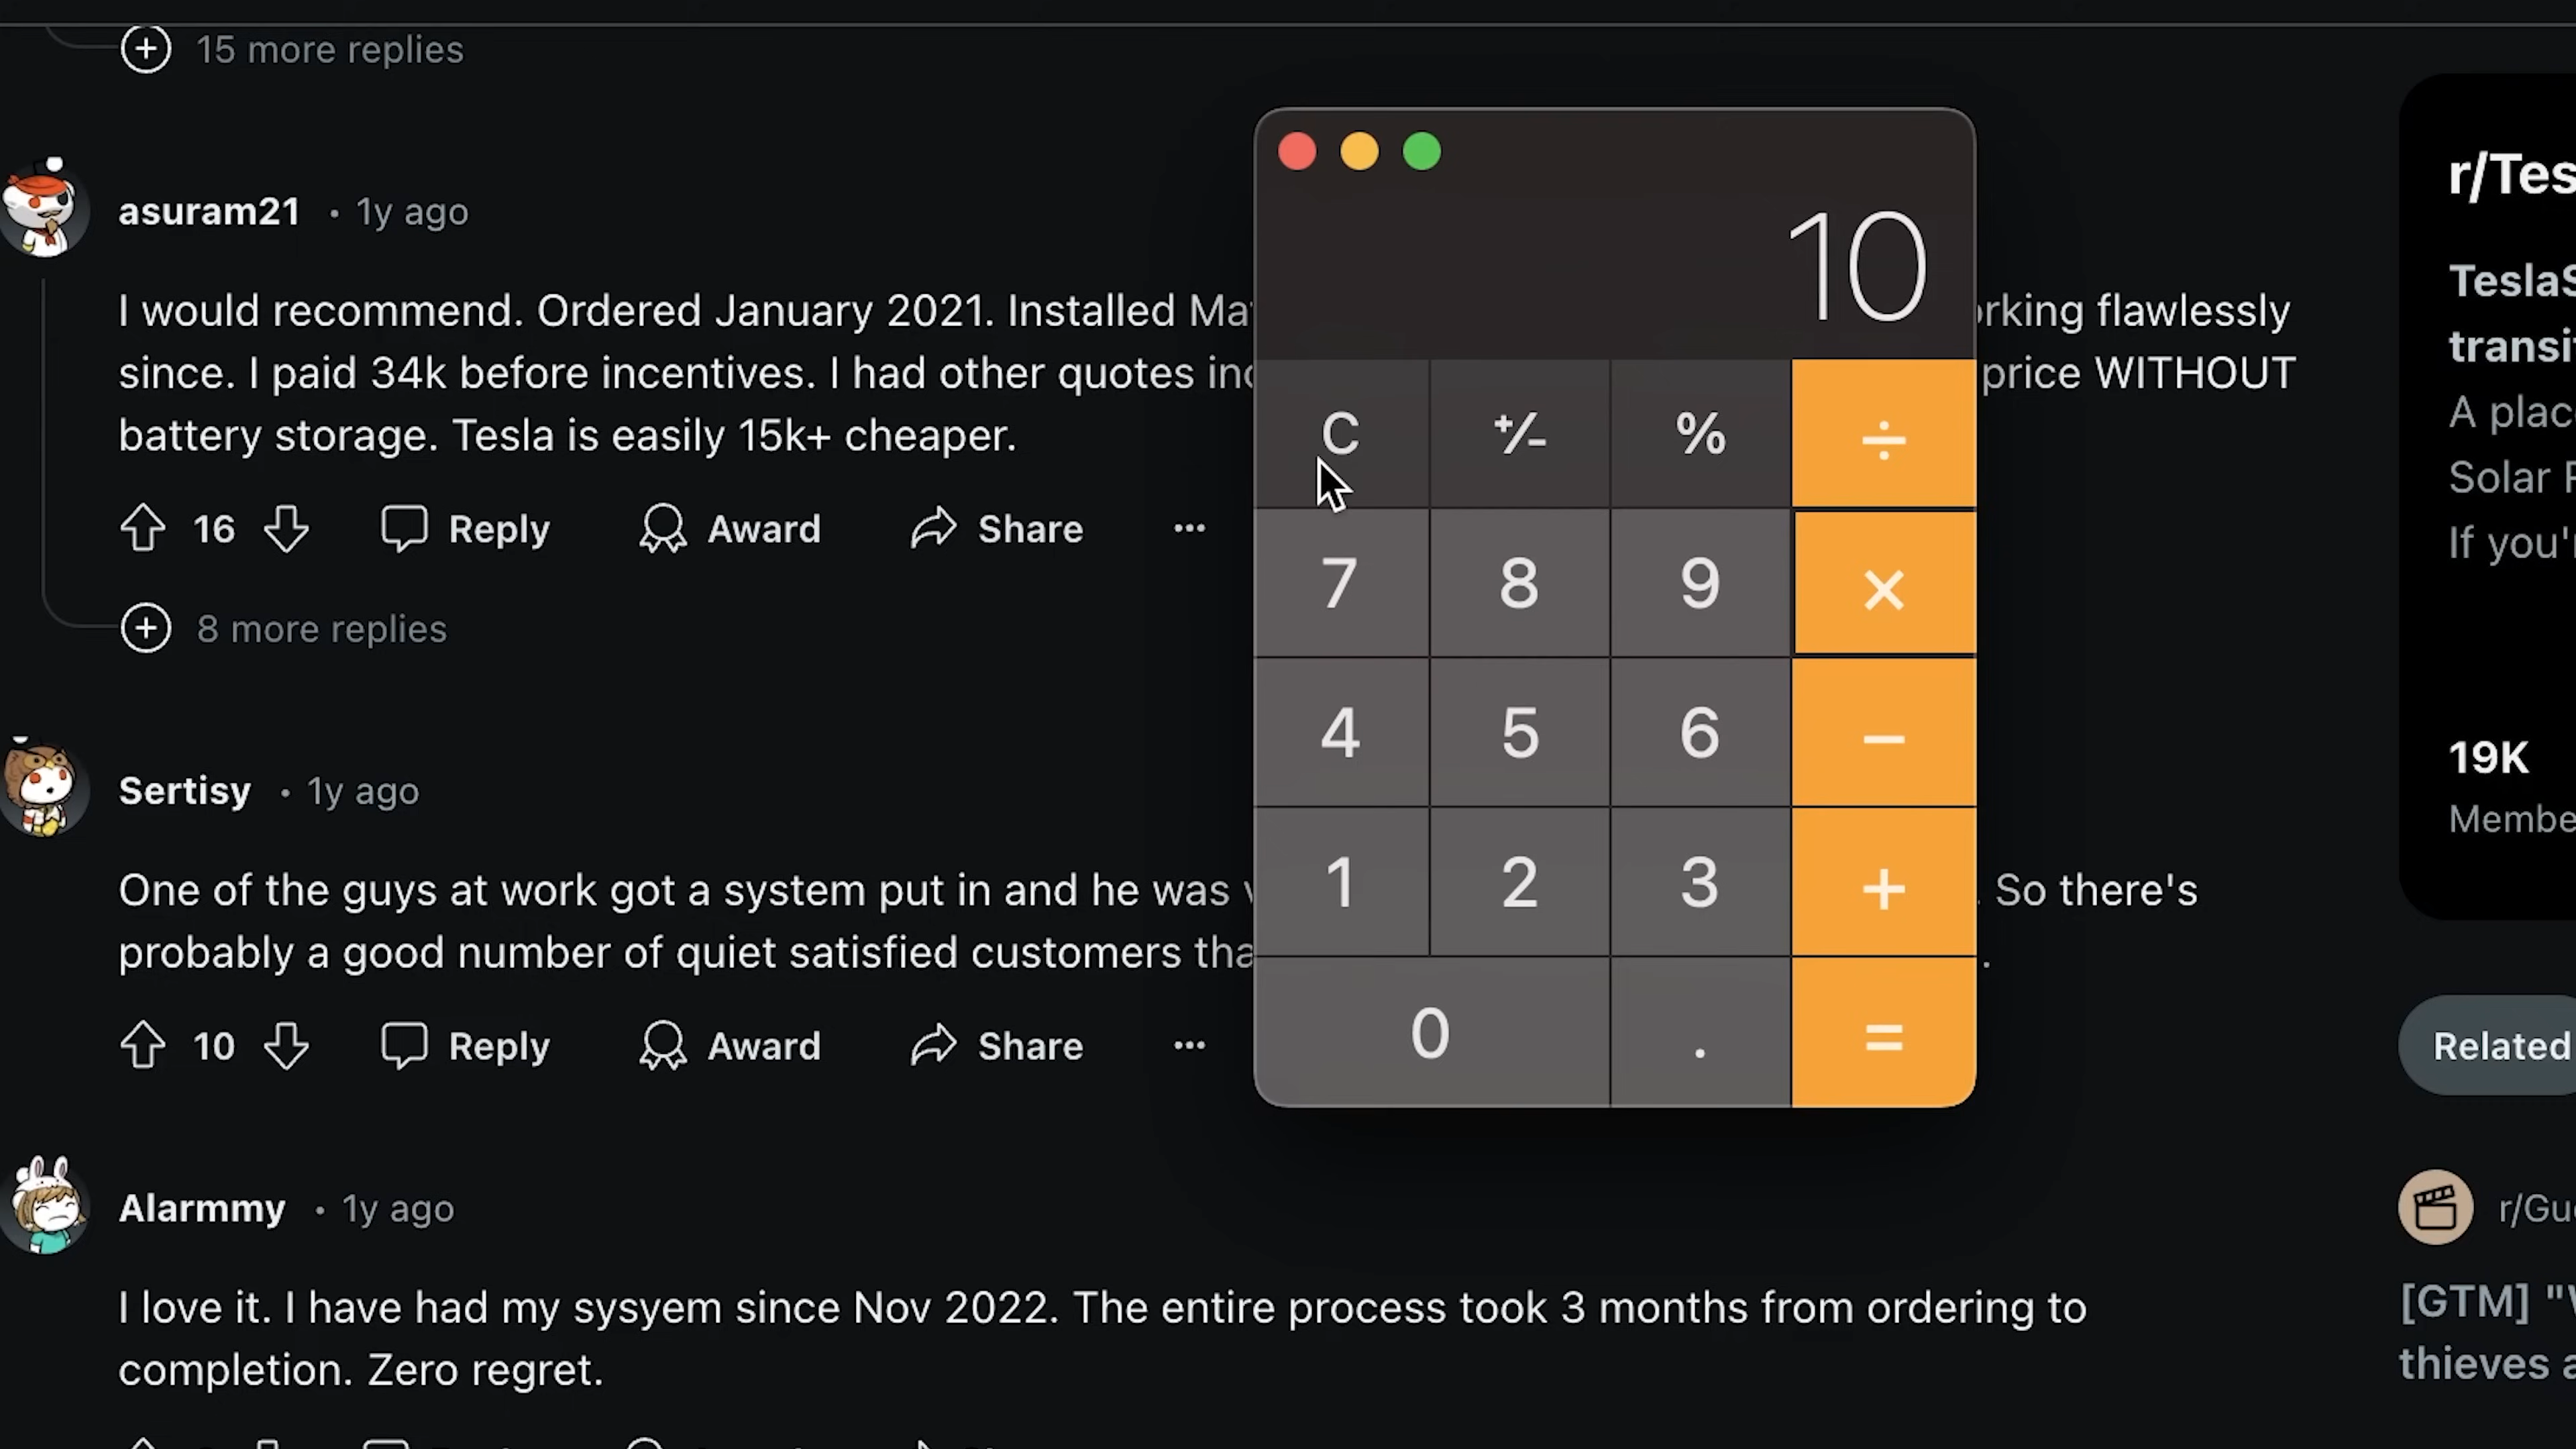 15 more replies
asuram21 • 1y ago
I would recommend. Ordered January 2021. Installed
flawlessly
since. I paid 34k before incentives. I had other quotes
price WITHOUT
battery storage. Tesla is easily 15k+ cheaper.
16 Reply Award Share ...
8 more replies
Sertisy • 1y ago
One of the guys at work got a system put in and he was
So there's
probably a good number of quiet satisfied customers
.
10 Reply Award Share ...
Alarmmy • 1y ago
I love it. I have had my sysyem since Nov 2022. The entire process took 3 months from ordering to
completion. Zero regret.
10
C +/- % ÷
7 8 9 ×
4 5 6 −
1 2 3 +
0 . =
r/Tes
TeslaS
transi
A plac
Solar
If you'
19K
Membe
Related
r/Gu
[GTM] "
thieves